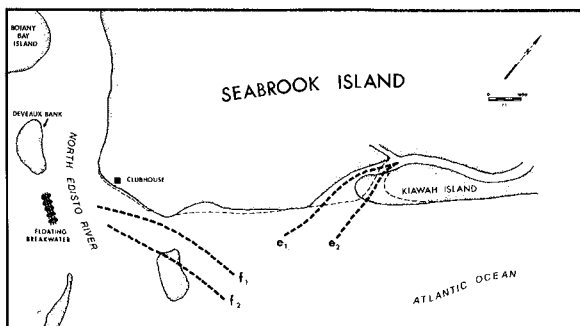 BOTANY
BAY
ISLAND
SEABROOK ISLAND
N
DEVEAUX BANK
NORTH EDISTO RIVER
CLUBHOUSE
KIAWAH ISLAND
FLOATING
BREAKWATER
e₁
e₂
f₁
f₂
ATLANTIC OCEAN